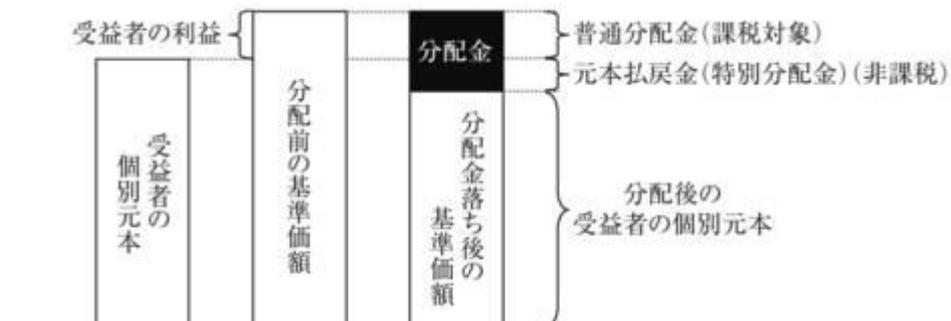 受益者の利益
分配金
普通分配金(課税対象)
元本払戻金(特別分配金)(非課税)
受益者の
個別元本
分配前の基準価額
分配金落ち後の
基準価額
分配後の
受益者の個別元本